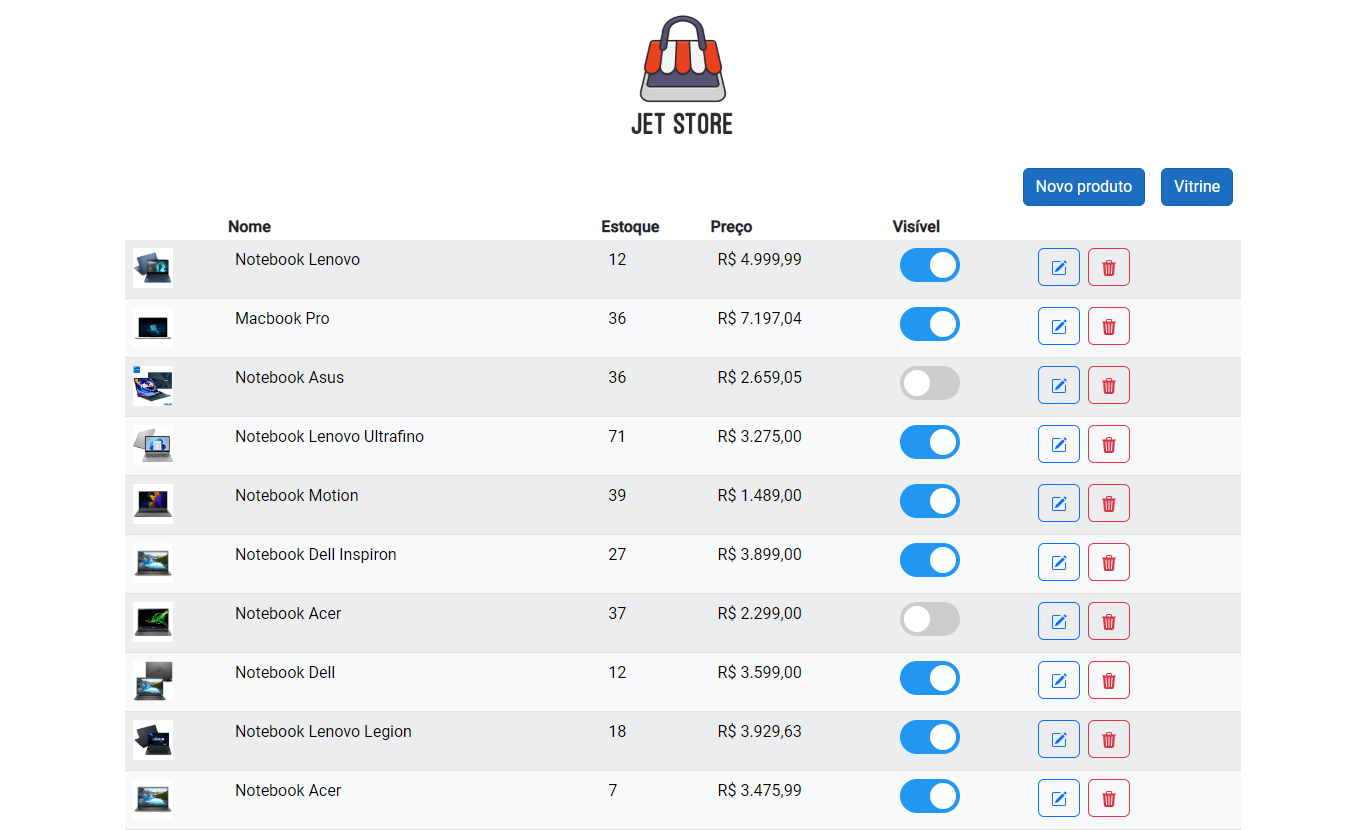 JET STORE
Novo produto Vitrine
Nome Estoque Preço Visível
Notebook Lenovo 12 R$ 4.999,99
Macbook Pro 36 R$ 7.197,04
Notebook Asus 36 R$ 2.659,05
Notebook Lenovo Ultrafino 71 R$ 3.275,00
Notebook Motion 39 R$ 1.489,00
Notebook Dell Inspiron 27 R$ 3.899,00
Notebook Acer 37 R$ 2.299,00
Notebook Dell 12 R$ 3.599,00
Notebook Lenovo Legion 18 R$ 3.929,63
Notebook Acer 7 R$ 3.475,99